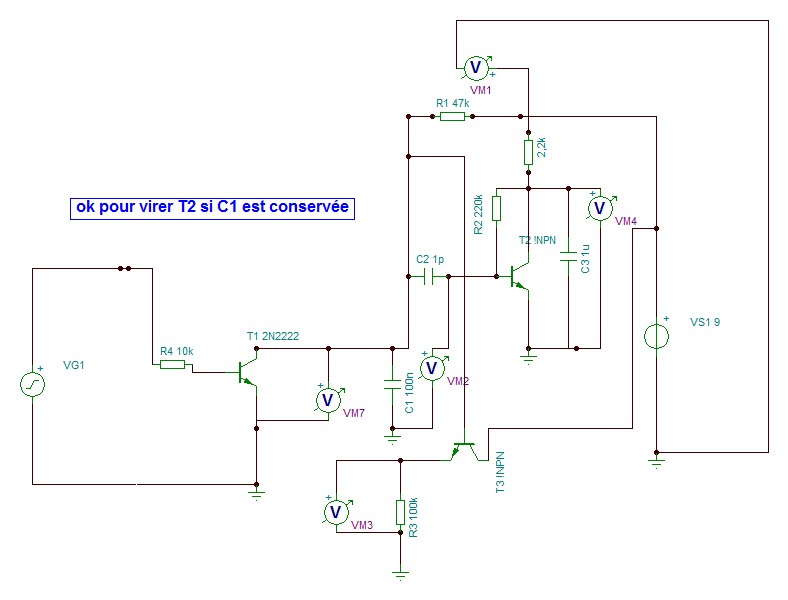 V
VM1
R1 47k
2,2k
ok pour virer T2 si C1 est conservée
R2 220k
V
VM4
T2 !NPN
C3 1u
C2 1p
VG1
R4 10k
T1 2N2222
VS1 9
V
VM2
C1 100n
V
VM7
T3 !NPN
V
VM3
R3 100k